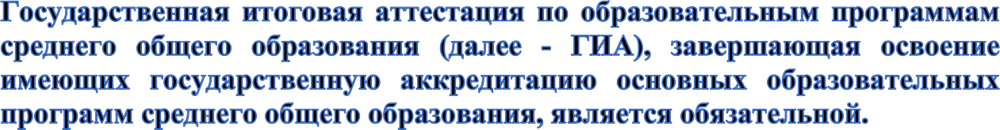 Государственная итоговая аттестация по образовательным программам
среднего общего образования (далее - ГИА), завершающая освоение
имеющих государственную аккредитацию основных образовательных
программ среднего общего образования, является обязательной.